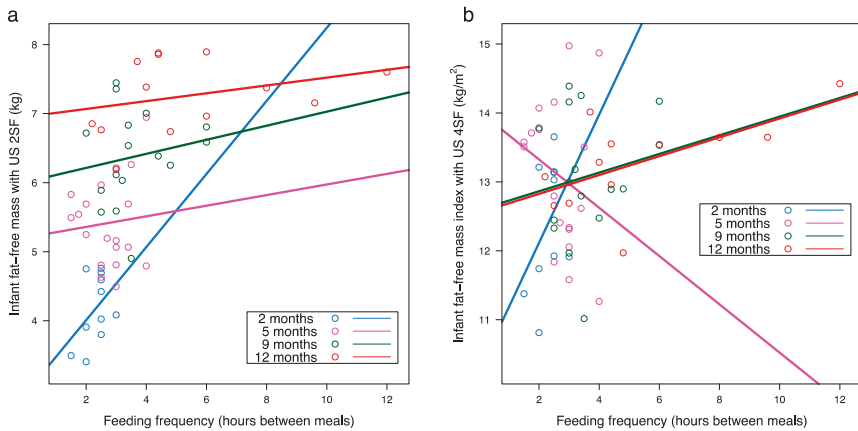 a
Infant fat-free mass with US 2SF (kg)
8
7
6
5
4
2 4 6 8 10 12
Feeding frequency (hours between meals)
2 months
5 months
9 months
12 months
b
Infant fat-free mass index with US 4SF (kg/m²)
15
14
13
12
11
2 4 6 8 10 12
Feeding frequency (hours between meals)
2 months
5 months
9 months
12 months